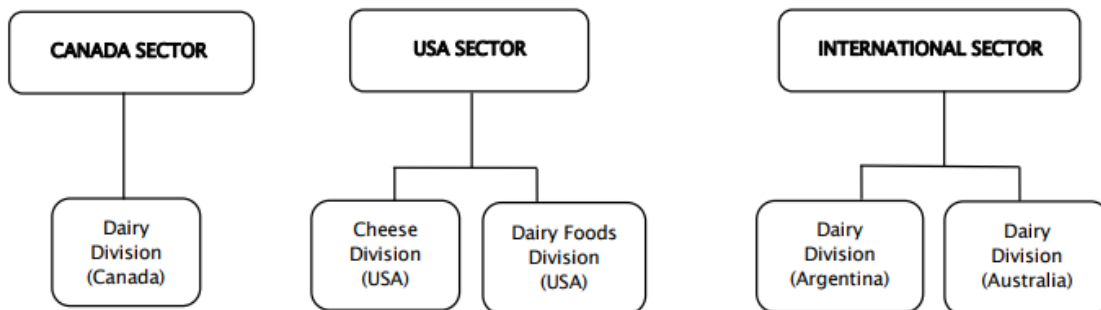 CANADA SECTOR
USA SECTOR
INTERNATIONAL SECTOR
Dairy
Division
(Canada)
Cheese
Division
(USA)
Dairy Foods
Division
(USA)
Dairy
Division
(Argentina)
Dairy
Division
(Australia)